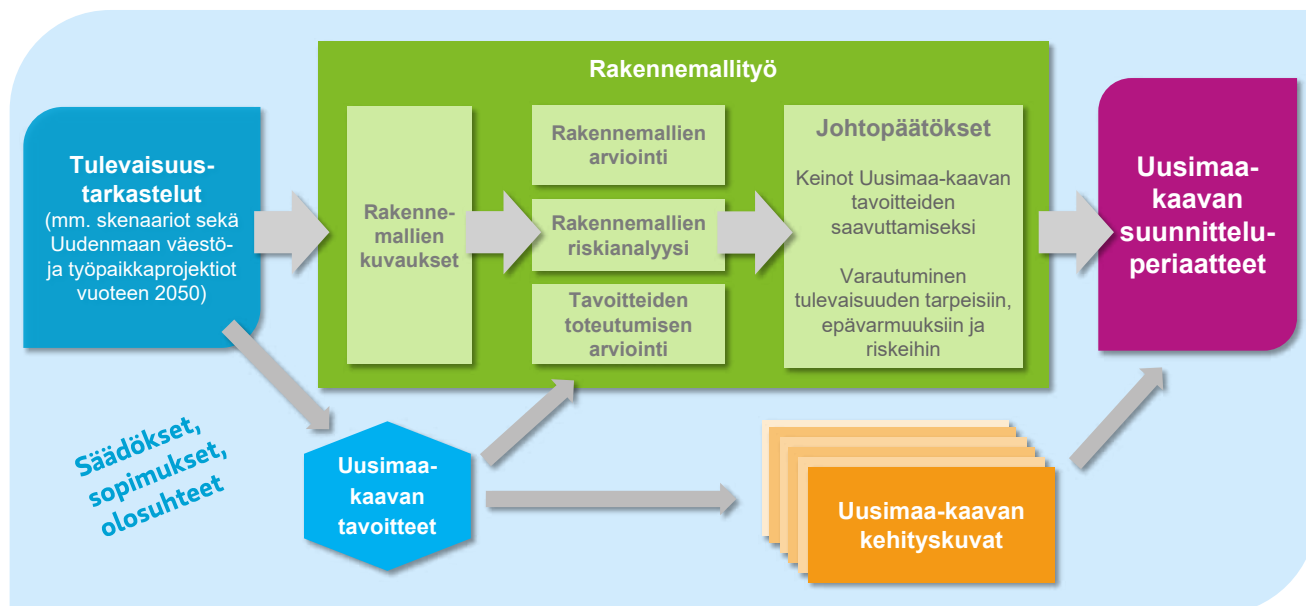 Rakennemallityö
Tulevaisuus-
tarkastelut
(mm. skenaariot sekä
Uudenmaan väestö-
ja työpaikkaprojektiot
vuoteen 2050)
Rakenne-
mallien
kuvaukset
Rakennemallien
arviointi
Rakennemallien
riskianalyysi
Tavoitteiden
toteutumisen
arviointi
Johtopäätökset
Keinot Uusimaa-kaavan
tavoitteiden
saavuttamiseksi
Varautuminen
tulevaisuuden tarpeisiin,
epävarmuuksiin ja
riskeihin
Uusimaa-
kaavan
suunnittelu-
periaatteet
Säädökset,
sopimukset,
olosuhteet
Uusimaa-
kaavan
tavoitteet
Uusimaa-kaavan
kehityskuvat